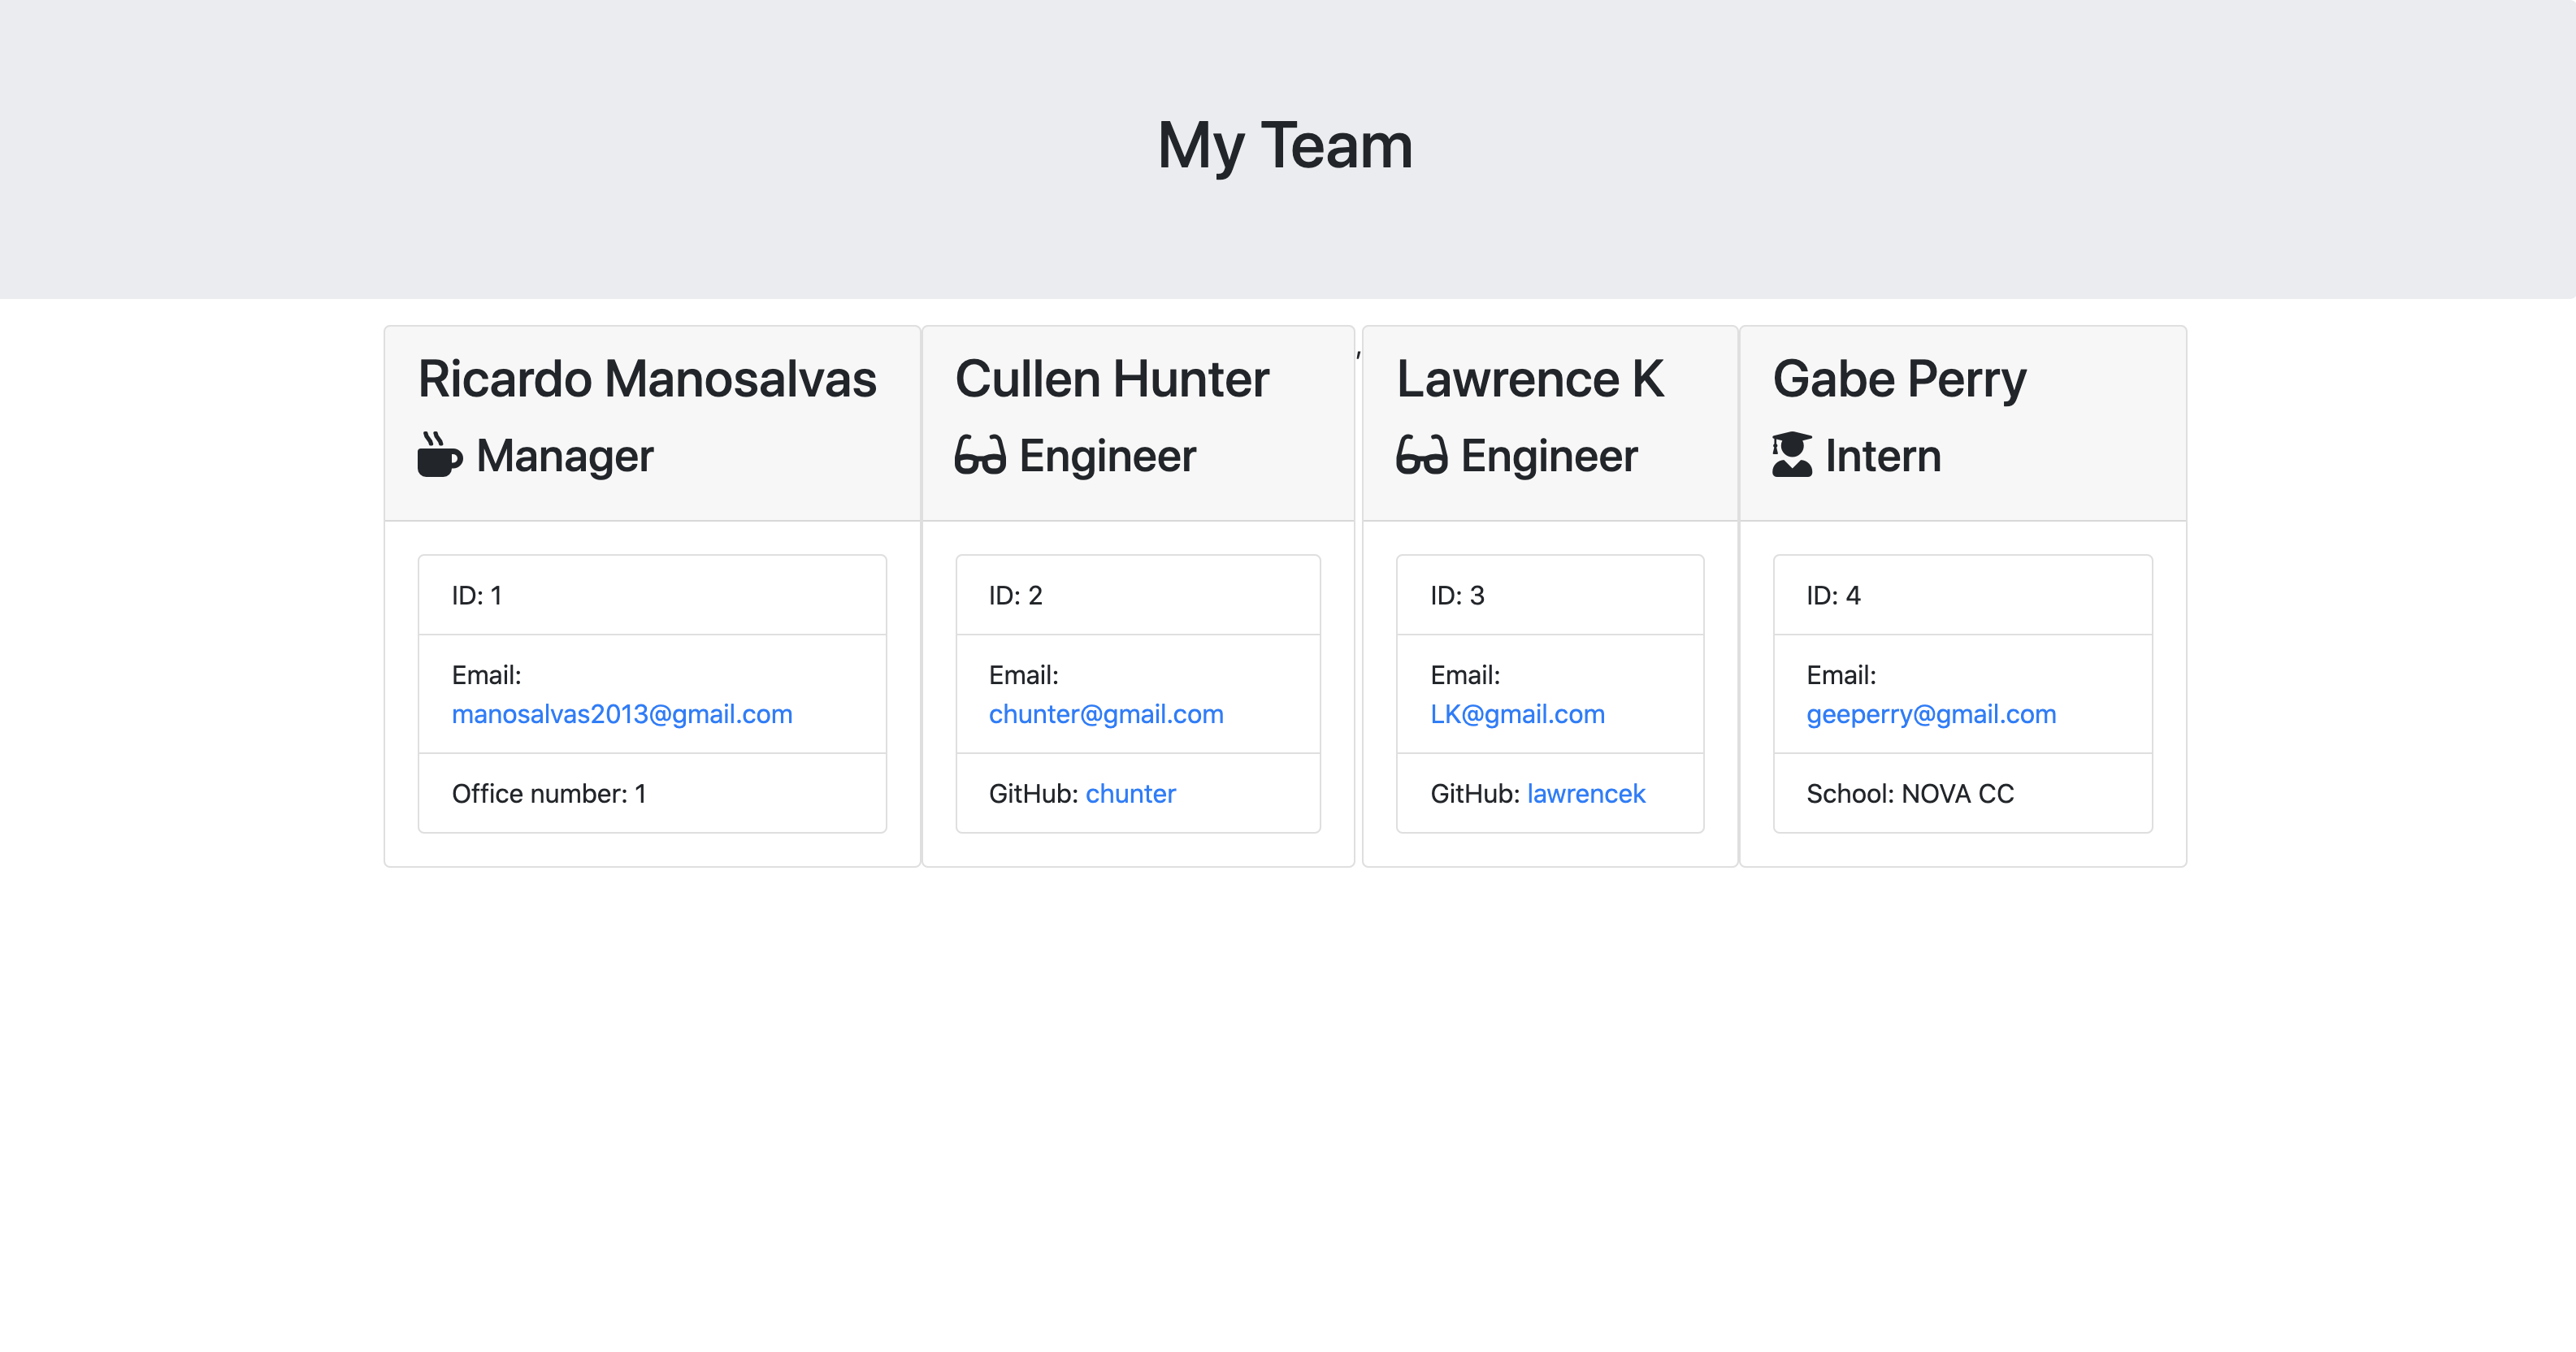 My Team
Ricardo Manosalvas
Manager
ID: 1
Email:
manosalvas2013@gmail.com
Office number: 1
Cullen Hunter
Engineer
ID: 2
Email:
chunter@gmail.com
GitHub: chunter
,
Lawrence K
Engineer
ID: 3
Email:
LK@gmail.com
GitHub: lawrencek
Gabe Perry
Intern
ID: 4
Email:
geeperry@gmail.com
School: NOVA CC